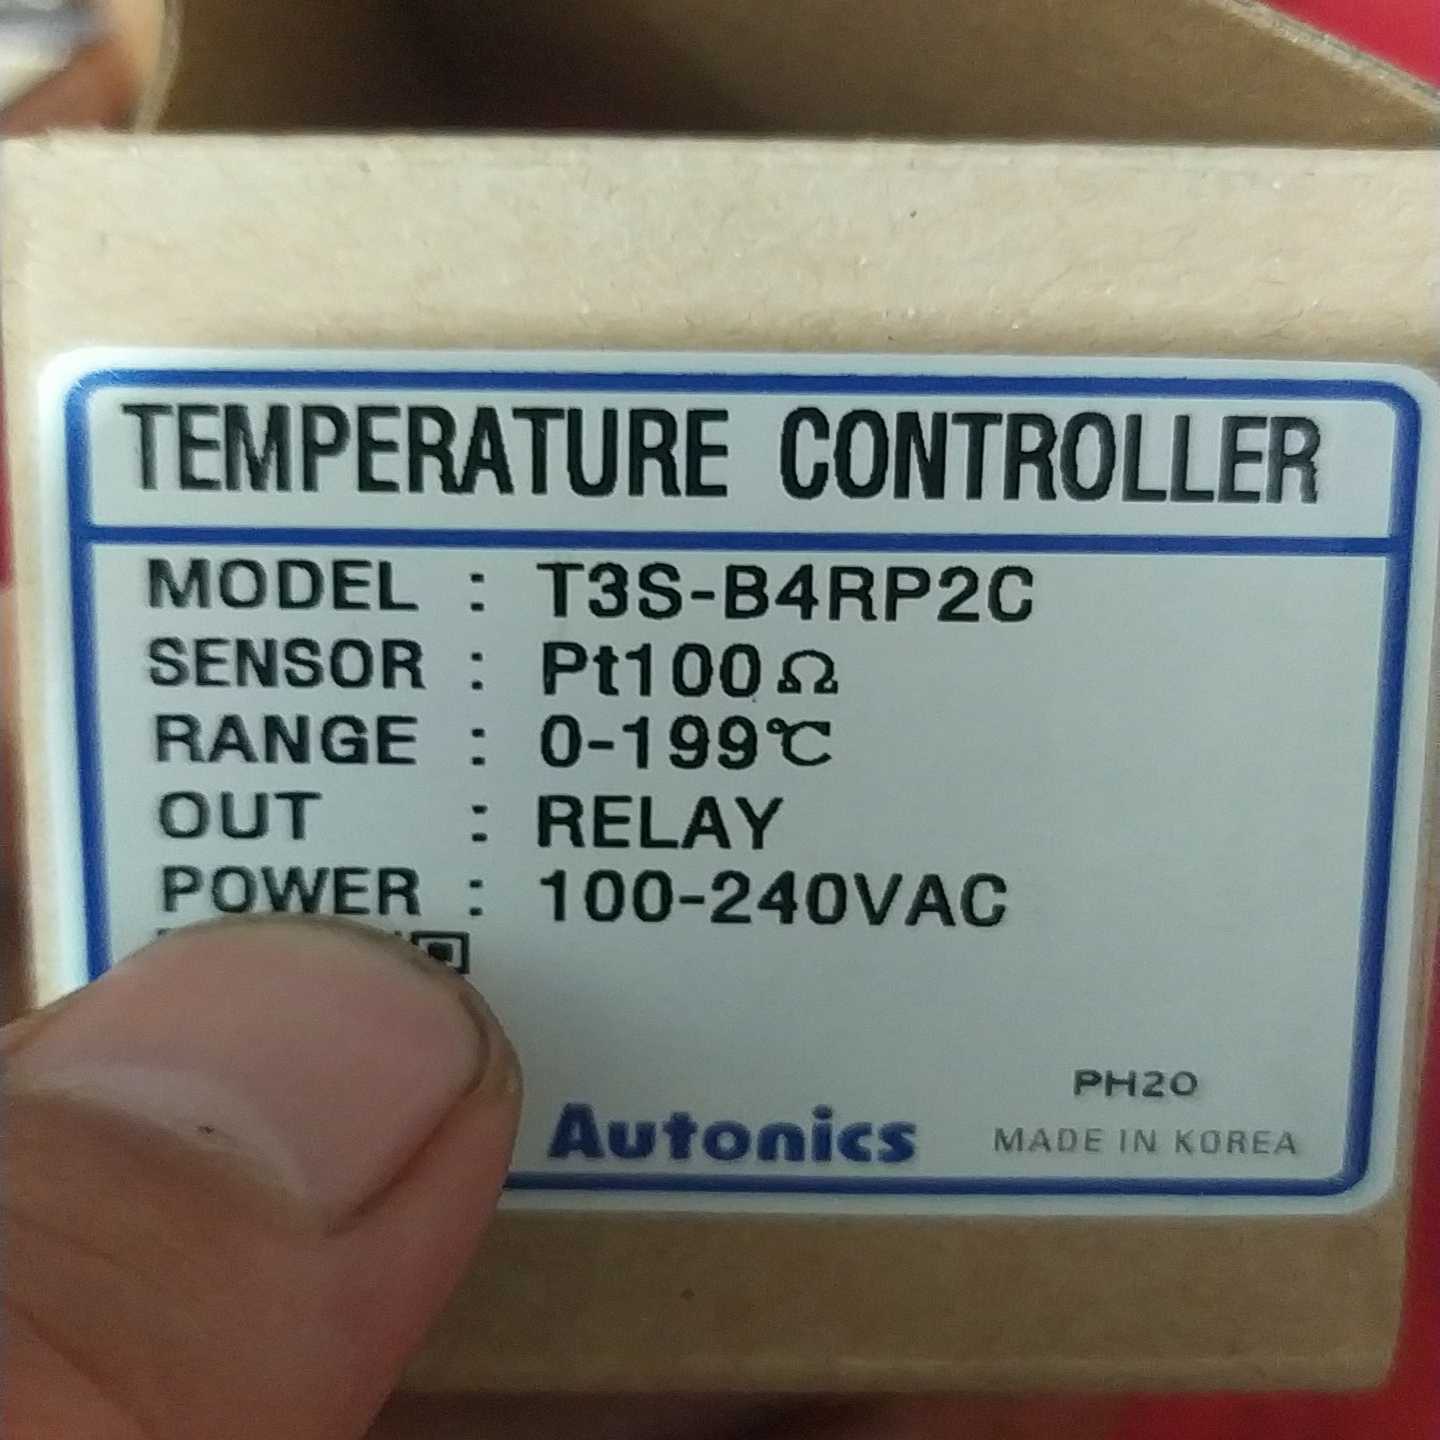 TEMPERATURE CONTROLLER
MODEL : T3S-B4RP2C
SENSOR : Pt100Ω
RANGE : 0-199℃
OUT : RELAY
POWER : 100-240VAC
PH20
Autonics MADE IN KOREA